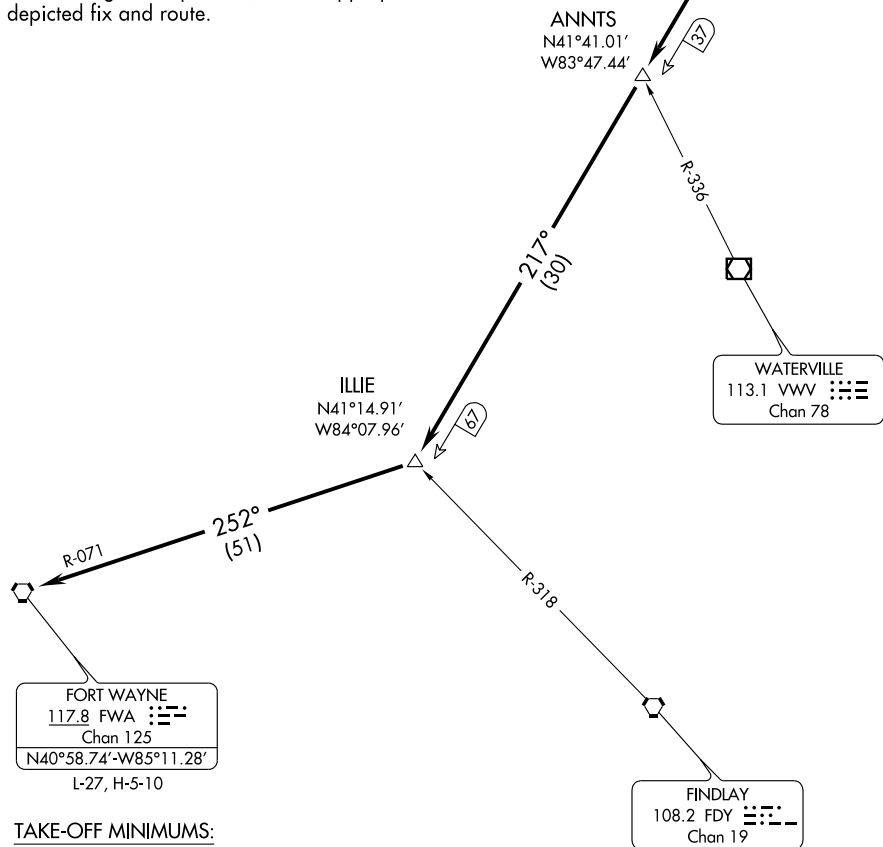 depicted fix and route.
ANNTS
N41°41.01'
W83°47.44'
37
R-336
217°
(30)
WATERVILLE
113.1 VWV
Chan 78
ILLIE
N41°14.91'
W84°07.96'
67
252°
(51)
R-071
R-318
FORT WAYNE
117.8 FWA
Chan 125
N40°58.74'-W85°11.28'
L-27, H-5-10
FINDLAY
108.2 FDY
Chan 19
TAKE-OFF MINIMUMS: